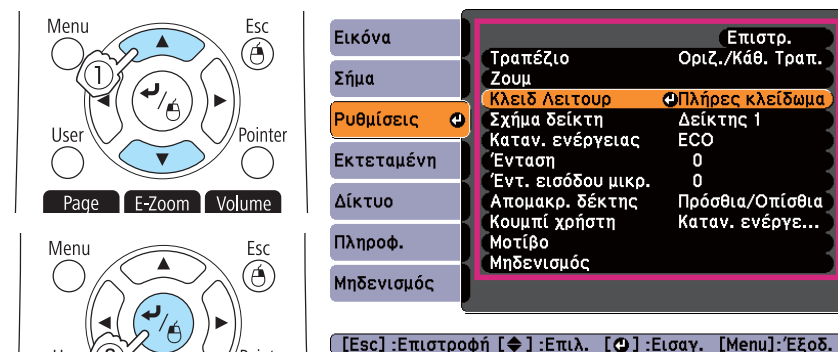 Menu
Esc
1
User
Pointer
Page
E-Zoom
Volume
Menu
Esc
Εικόνα
Σήμα
Ρυθμίσεις
Εκτεταμένη
Δίκτυο
Πληροφ.
Μηδενισμός
Επιστρ.
Τραπέζιο Οριζ./Κάθ. Τραπ.
Ζουμ
Κλειδ Λειτουρ Πλήρες κλείδωμα
Σχήμα δείκτη Δείκτης 1
Καταν. ενέργειας ECO
Ένταση 0
Έντ. εισόδου μικρ. 0
Απομακρ. δέκτης Πρόσθια/Οπίσθια
Κουμπί χρήστη Καταν. ενέργε...
Μοτίβο
Μηδενισμός
[Esc] :Επιστροφή [◆] :Επιλ. [↵] :Εισαγ. [Menu]:Έξοδ.